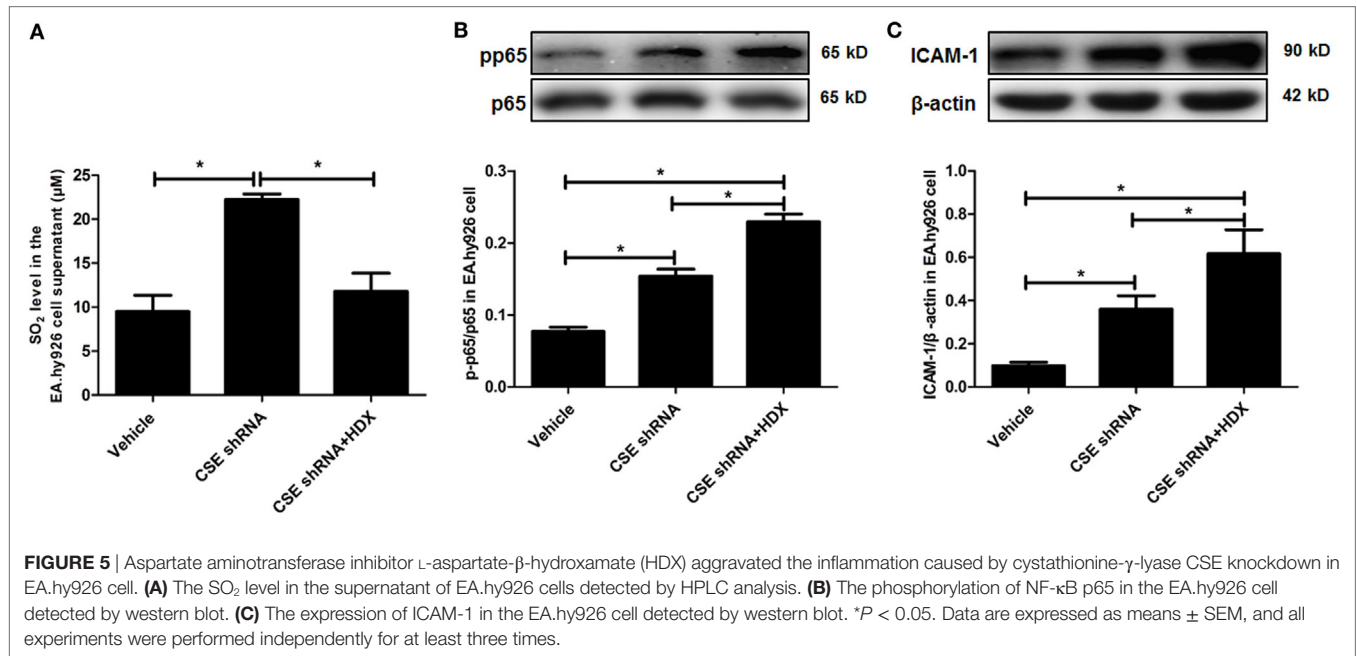 A
SO₂ level in the
EA.hy926 cell supernatant (μM)
25
20
15
10
5
0
*
*
Vehicle
CSE shRNA
CSE shRNA+HDX
B
pp65
65 kD
p65
65 kD
p-p65/p65 in EA.hy926 cell
0.3
0.2
0.1
0.0
*
*
*
Vehicle
CSE shRNA
CSE shRNA+HDX
C
ICAM-1
90 kD
β-actin
42 kD
ICAM-1/β -actin in EA.hy926 cell
1.0
0.8
0.6
0.4
0.2
0.0
*
*
*
Vehicle
CSE shRNA
CSE shRNA+HDX
FIGURE 5 | Aspartate aminotransferase inhibitor L-aspartate-β-hydroxamate (HDX) aggravated the inflammation caused by cystathionine-γ-lyase CSE knockdown in
EA.hy926 cell. (A) The SO₂ level in the supernatant of EA.hy926 cells detected by HPLC analysis. (B) The phosphorylation of NF-κB p65 in the EA.hy926 cell
detected by western blot. (C) The expression of ICAM-1 in the EA.hy926 cell detected by western blot. *P < 0.05. Data are expressed as means ± SEM, and all
experiments were performed independently for at least three times.